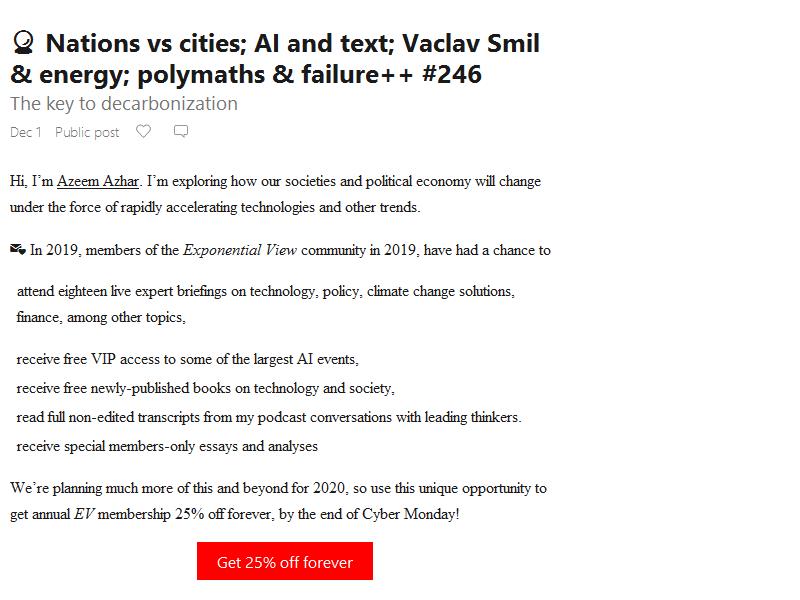 🔮 Nations vs cities; AI and text; Vaclav Smil
& energy; polymaths & failure++ #246
The key to decarbonization
Dec 1 Public post
Hi, I’m Azeem Azhar. I’m exploring how our societies and political economy will change
under the force of rapidly accelerating technologies and other trends.
In 2019, members of the Exponential View community in 2019, have had a chance to
attend eighteen live expert briefings on technology, policy, climate change solutions,
finance, among other topics,
receive free VIP access to some of the largest AI events,
receive free newly-published books on technology and society,
read full non-edited transcripts from my podcast conversations with leading thinkers.
receive special members-only essays and analyses
We’re planning much more of this and beyond for 2020, so use this unique opportunity to
get annual EV membership 25% off forever, by the end of Cyber Monday!
Get 25% off forever